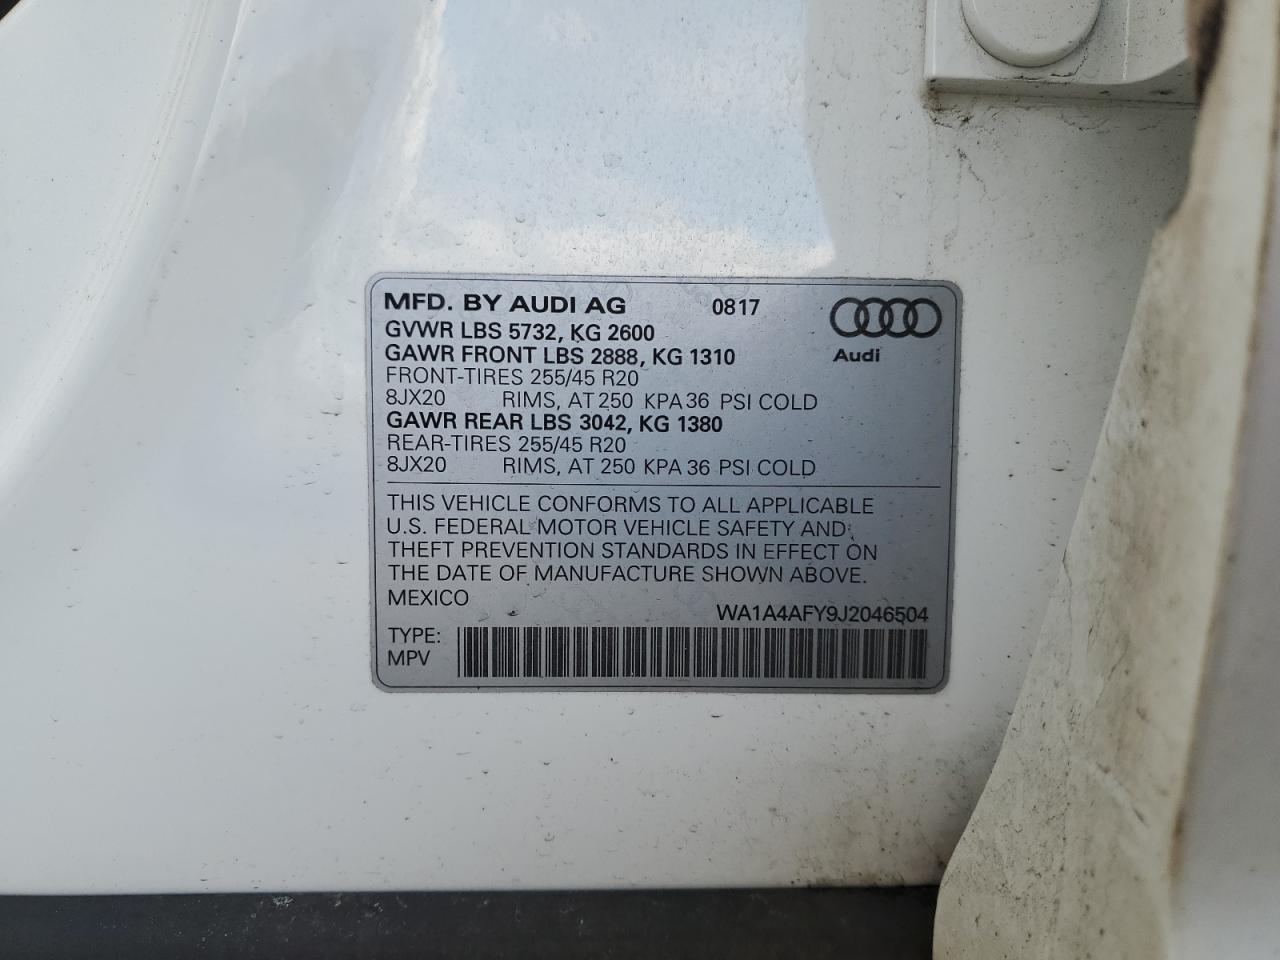 MFD. BY AUDI AG 0817
GVWR LBS 5732, KG 2600
GAWR FRONT LBS 2888, KG 1310
Audi
FRONT-TIRES 255/45 R20
8JX20 RIMS, AT 250 KPA 36 PSI COLD
GAWR REAR LBS 3042, KG 1380
REAR-TIRES 255/45 R20
8JX20 RIMS, AT 250 KPA 36 PSI COLD
THIS VEHICLE CONFORMS TO ALL APPLICABLE
U.S. FEDERAL MOTOR VEHICLE SAFETY AND
THEFT PREVENTION STANDARDS IN EFFECT ON
THE DATE OF MANUFACTURE SHOWN ABOVE.
MEXICO
WA1A4AFY9J2046504
TYPE:
MPV